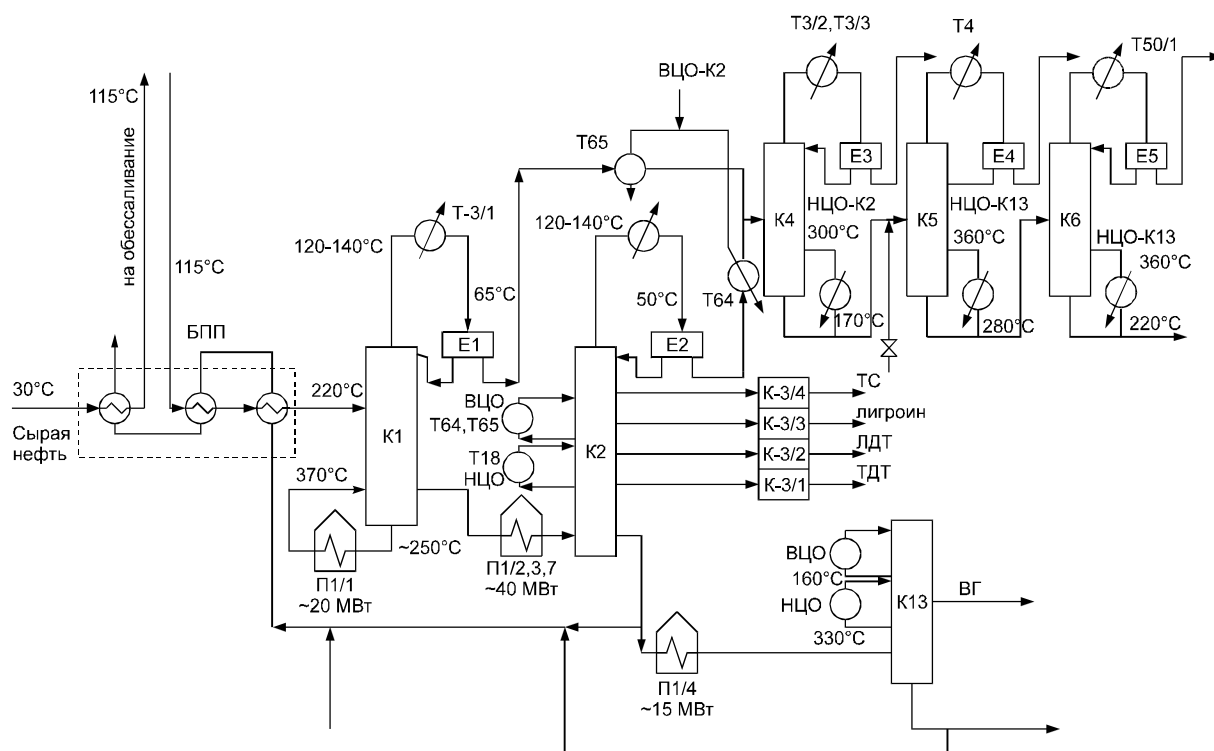 Т3/2,Т3/3
Т4
Т50/1
ВЦО-К2
115°C
на обессаливание
115°C
Т65
Е3
Е4
Е5
К4
К5
К6
НЦО-К2
300°C
НЦО-К13
360°C
НЦО-К13
360°C
170°C
280°C
220°C
120-140°C
Т-3/1
120-140°C
65°C
50°C
Т64
Е1
Е2
БПП
30°C
220°C
Сырая
нефть
К1
ВЦО
Т64,Т65
Т18
НЦО
К2
К-3/4
ТС
К-3/3
лигроин
К-3/2
ЛДТ
К-3/1
ТДТ
370°C
~250°C
П1/1
~20 МВт
П1/2,3,7
~40 МВт
ВЦО
160°C
НЦО
330°C
К13
ВГ
П1/4
~15 МВт